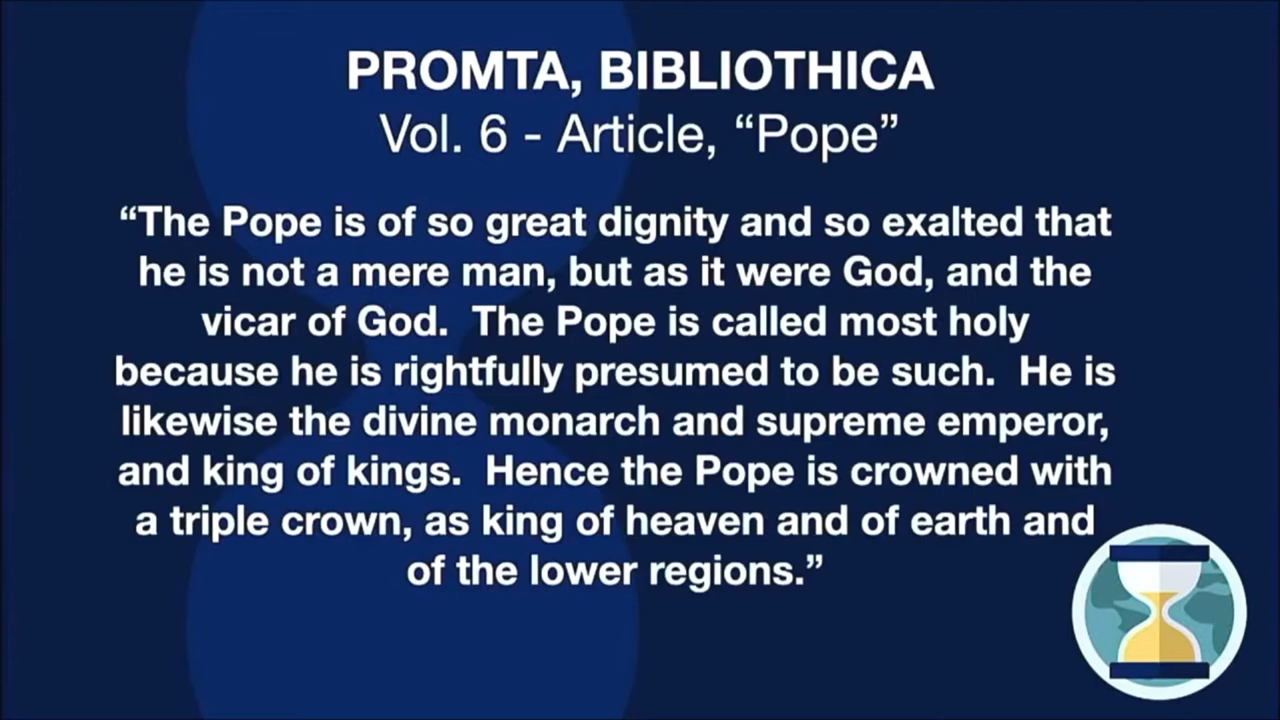 PROMTA, BIBLIOTHICA
Vol. 6 - Article, “Pope”
“The Pope is of so great dignity and so exalted that
he is not a mere man, but as it were God, and the
vicar of God.  The Pope is called most holy
because he is rightfully presumed to be such.  He is
likewise the divine monarch and supreme emperor,
and king of kings.  Hence the Pope is crowned with
a triple crown, as king of heaven and of earth and
of the lower regions.”